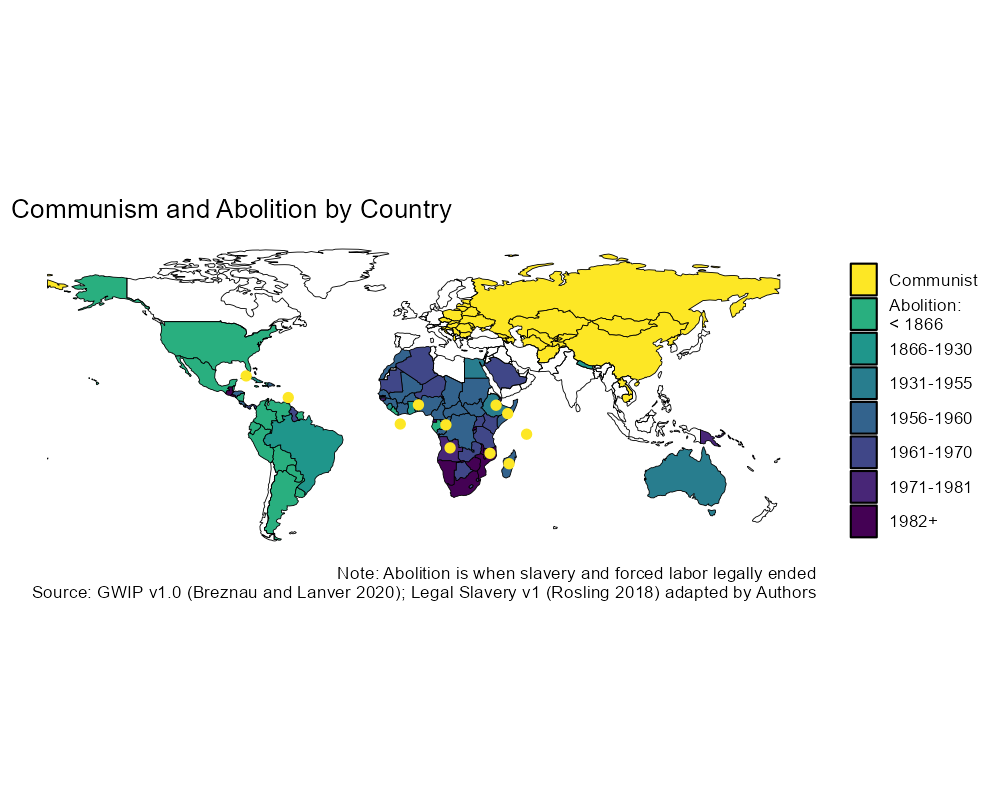 Communism and Abolition by Country
Communist
Abolition:
< 1866
1866-1930
1931-1955
1956-1960
1961-1970
1971-1981
1982+
Note: Abolition is when slavery and forced labor legally ended
Source: GWIP v1.0 (Breznau and Lanver 2020); Legal Slavery v1 (Rosling 2018) adapted by Authors